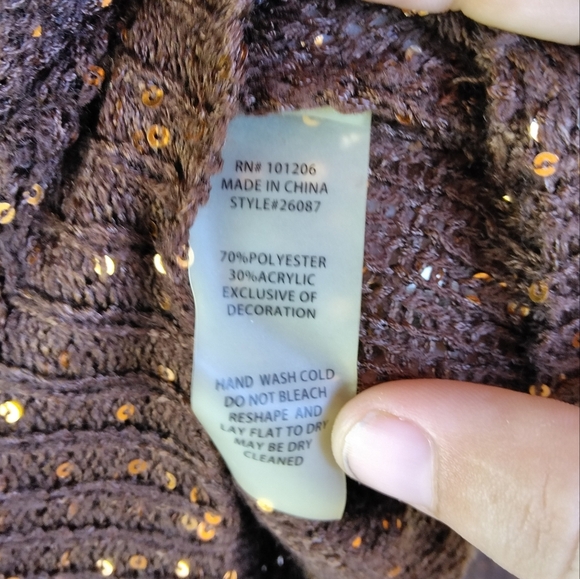 RN# 101206
MADE IN CHINA
STYLE#26087
70%POLYESTER
30%ACRYLIC
EXCLUSIVE OF
DECORATION
HAND WASH COLD
DO NOT BLEACH
RESHAPE AND
LAY FLAT TO DRY
MAY BE DRY
CLEANED